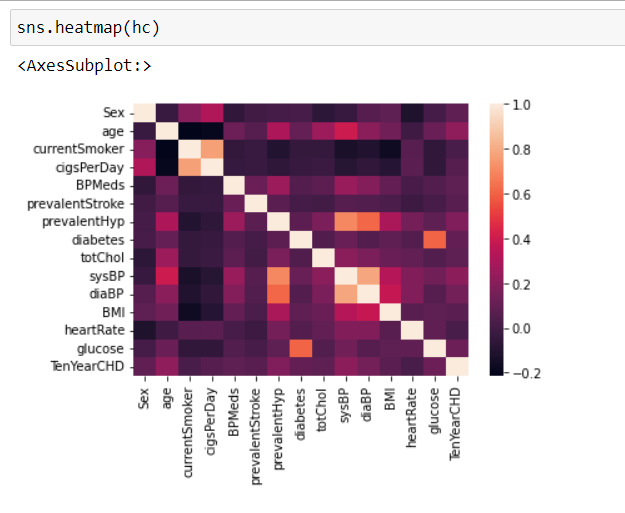 sns.heatmap(hc)
<AxesSubplot:>
Sex
age
currentSmoker
cigsPerDay
BPMeds
prevalentStroke
prevalentHyp
diabetes
totChol
sysBP
diaBP
BMI
heartRate
glucose
TenYearCHD
Sex
age
currentSmoker
cigsPerDay
BPMeds
prevalentStroke
prevalentHyp
diabetes
totChol
sysBP
diaBP
BMI
heartRate
glucose
TenYearCHD
1.0
0.8
0.6
0.4
0.2
0.0
−0.2